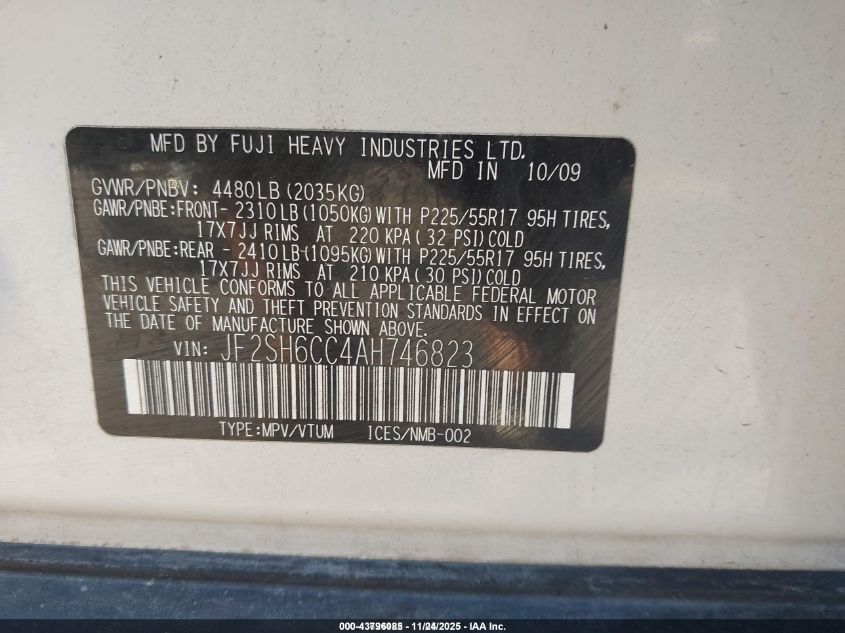 MFD BY FUJI HEAVY INDUSTRIES LTD.
MFD IN 10/09
GVWR/PNBV: 4480LB (2035KG)
GAWR/PNBE:FRONT- 2310LB (1050KG) WITH P225/55R17 95H TIRES,
17X7JJ RIMS AT 220 KPA (32 PSI) COLD
GAWR/PNBE:REAR - 2410LB (1095KG) WITH P225/55R17 95H TIRES,
17X7JJ RIMS AT 210 KPA (30 PSI) COLD
THIS VEHICLE CONFORMS TO ALL APPLICABLE FEDERAL MOTOR
VEHICLE SAFETY AND THEFT PREVENTION STANDARDS IN EFFECT ON
THE DATE OF MANUFACTURE SHOWN ABOVE.
VIN: JF2SH6CC4AH746823
TYPE:MPV/VTUM ICES/NMB-002
- IAA Inc.